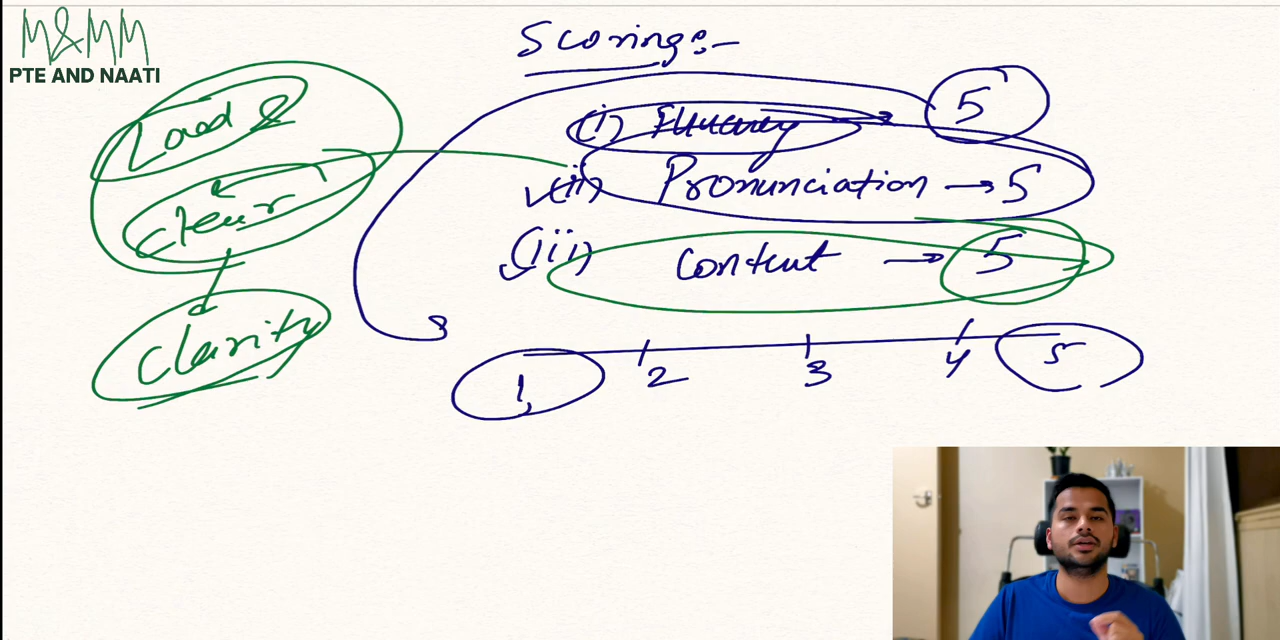 M&MM
PTE AND NAATI
Scoring:-
(i) Fluency → 5
(ii) Pronunciation → 5
(iii) Content → 5
1 2 3 4 5
Loud &
Clear
Clarity